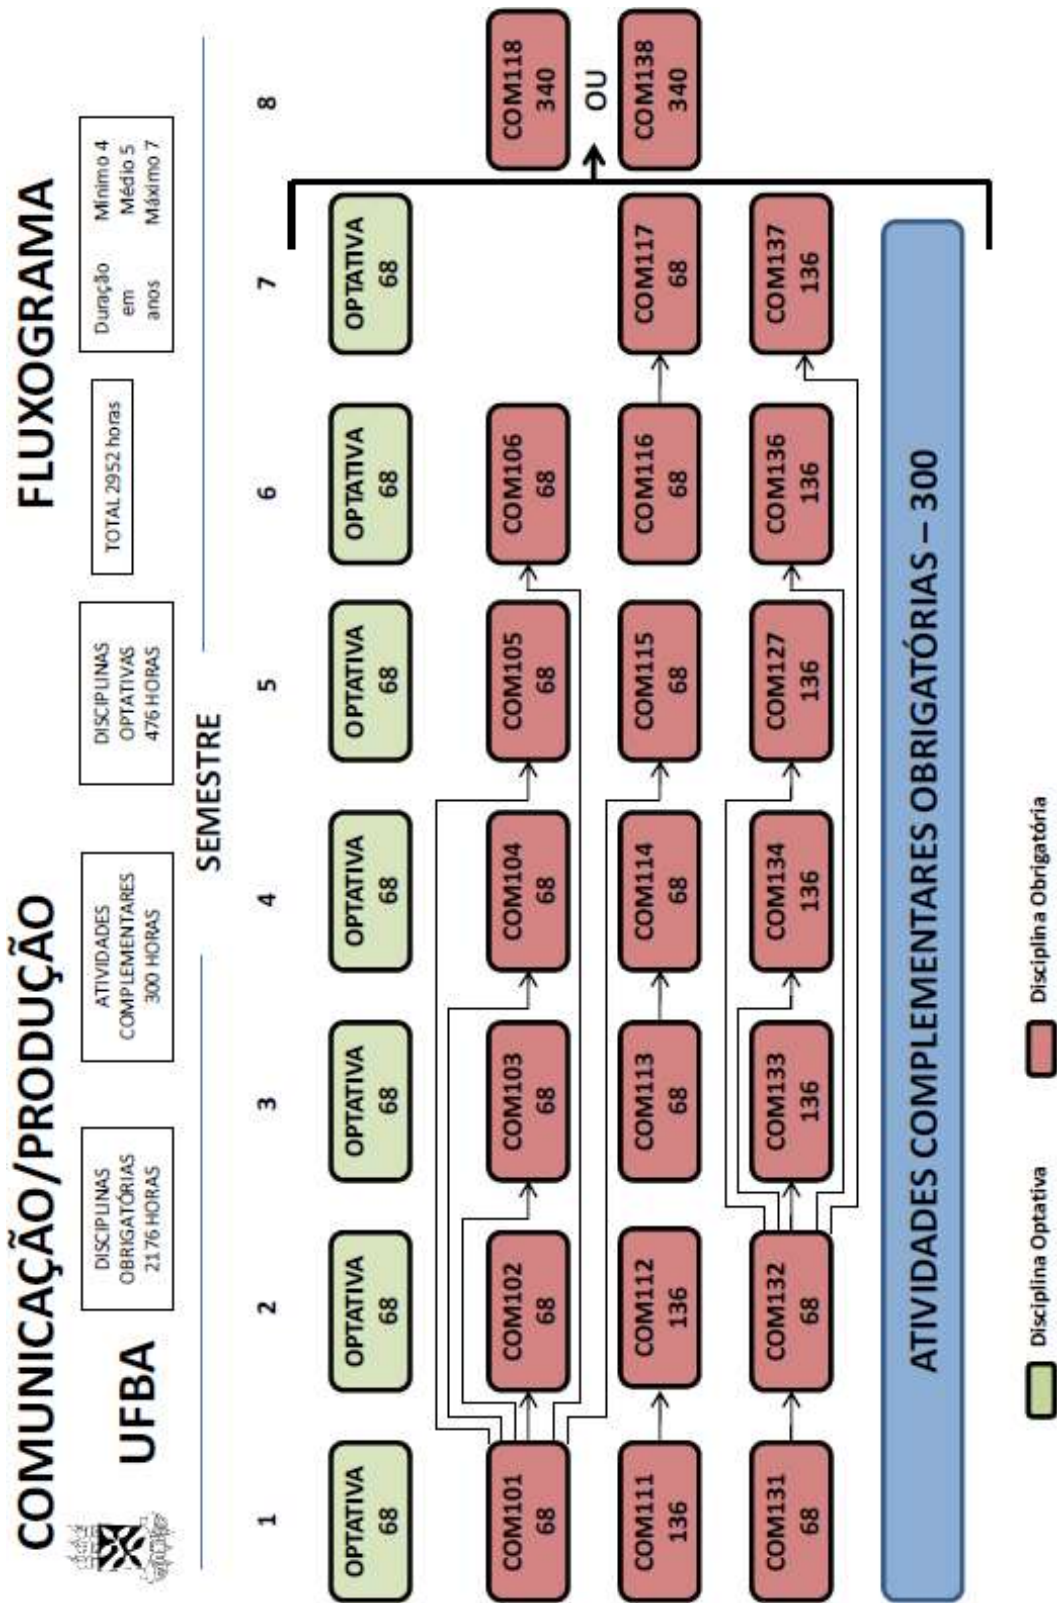 COMUNICAÇÃO/PRODUÇÃO
FLUXOGRAMA
UFBA
DISCIPLINAS
OBRIGATÓRIAS
2176 HORAS
ATIVIDADES
COMPLEMENTARES
300 HORAS
DISCIPLINAS
OPTATIVAS
476 HORAS
TOTAL 2952 horas
Duração
em
anos
Mínimo 4
Médio 5
Máximo 7
SEMESTRE
1
2
3
4
5
6
7
8
OPTATIVA
68
OPTATIVA
68
OPTATIVA
68
OPTATIVA
68
OPTATIVA
68
OPTATIVA
68
OPTATIVA
68
COM101
68
COM102
68
COM103
68
COM104
68
COM105
68
COM106
68
COM118
340
OU
COM138
340
COM111
136
COM112
136
COM113
68
COM114
68
COM115
68
COM116
68
COM117
68
COM131
68
COM132
68
COM133
136
COM134
136
COM127
136
COM136
136
COM137
136
ATIVIDADES COMPLEMENTARES OBRIGATÓRIAS – 300
Disciplina Optativa
Disciplina Obrigatória